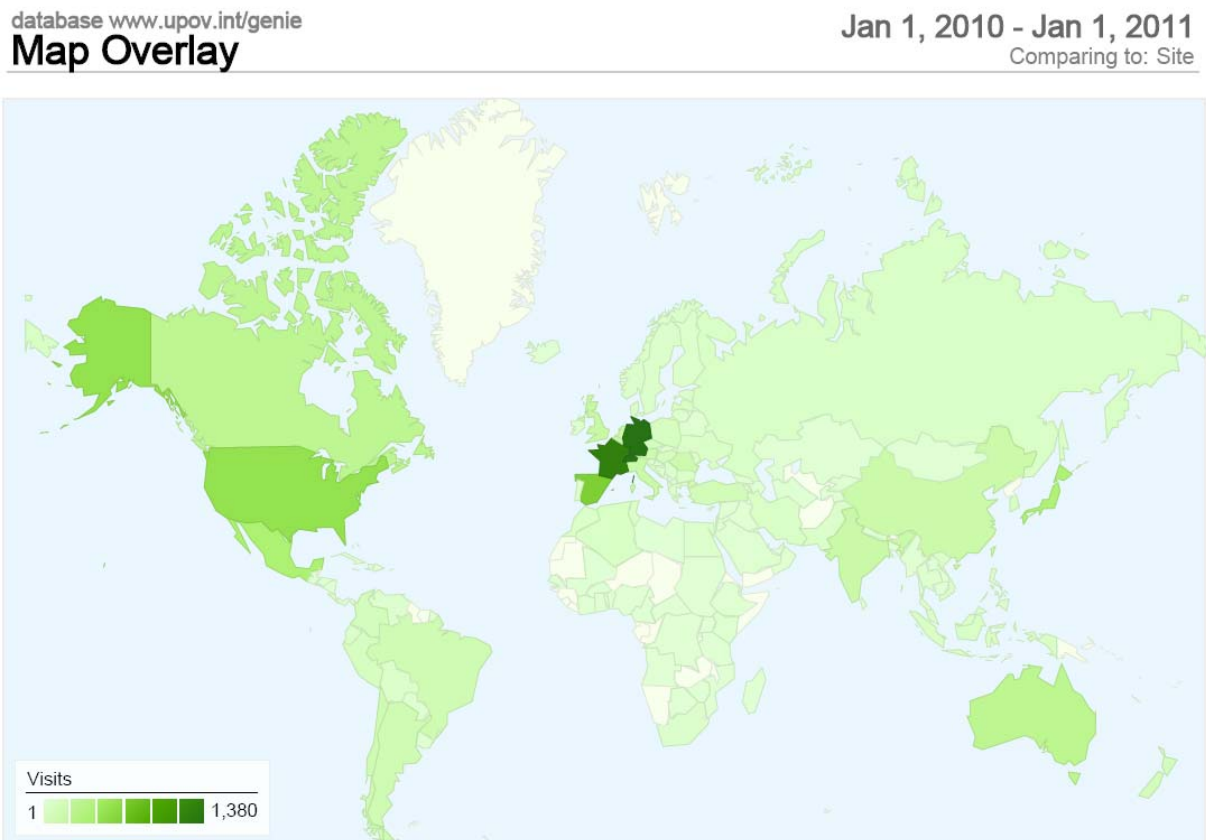 database www.upov.int/genie
Map Overlay
Jan 1, 2010 - Jan 1, 2011
Comparing to: Site
Visits
1 1,380